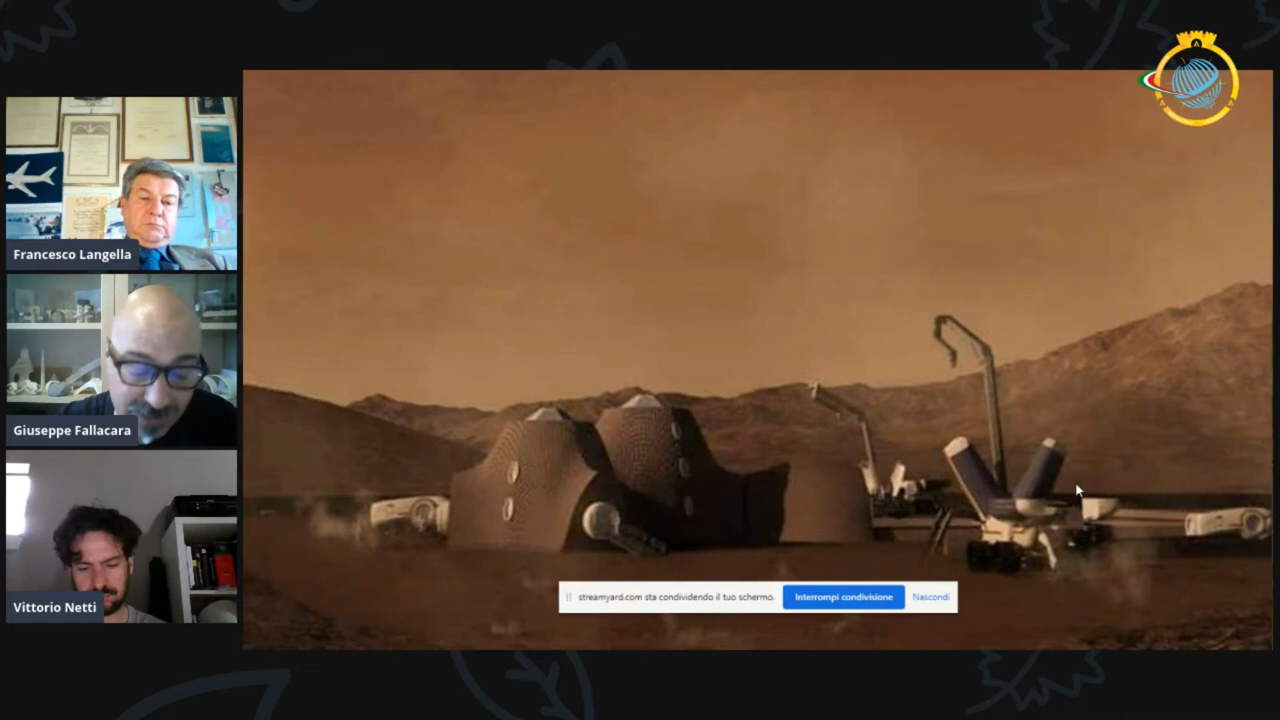 Francesco Langella
Giuseppe Fallacara
Vittorio Netti
streamyard.com sta condividendo il tuo schermo.
Interrompi condivisione
Nascondi